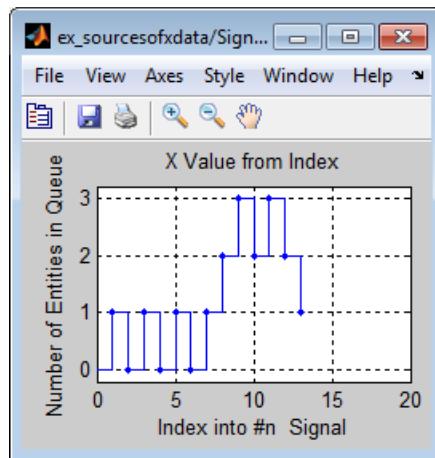 ex_sourcesofxdata/Sign...
File View Axes Style Window Help
X Value from Index
Number of Entities in Queue
3
2
1
0
0 5 10 15 20
Index into #n Signal